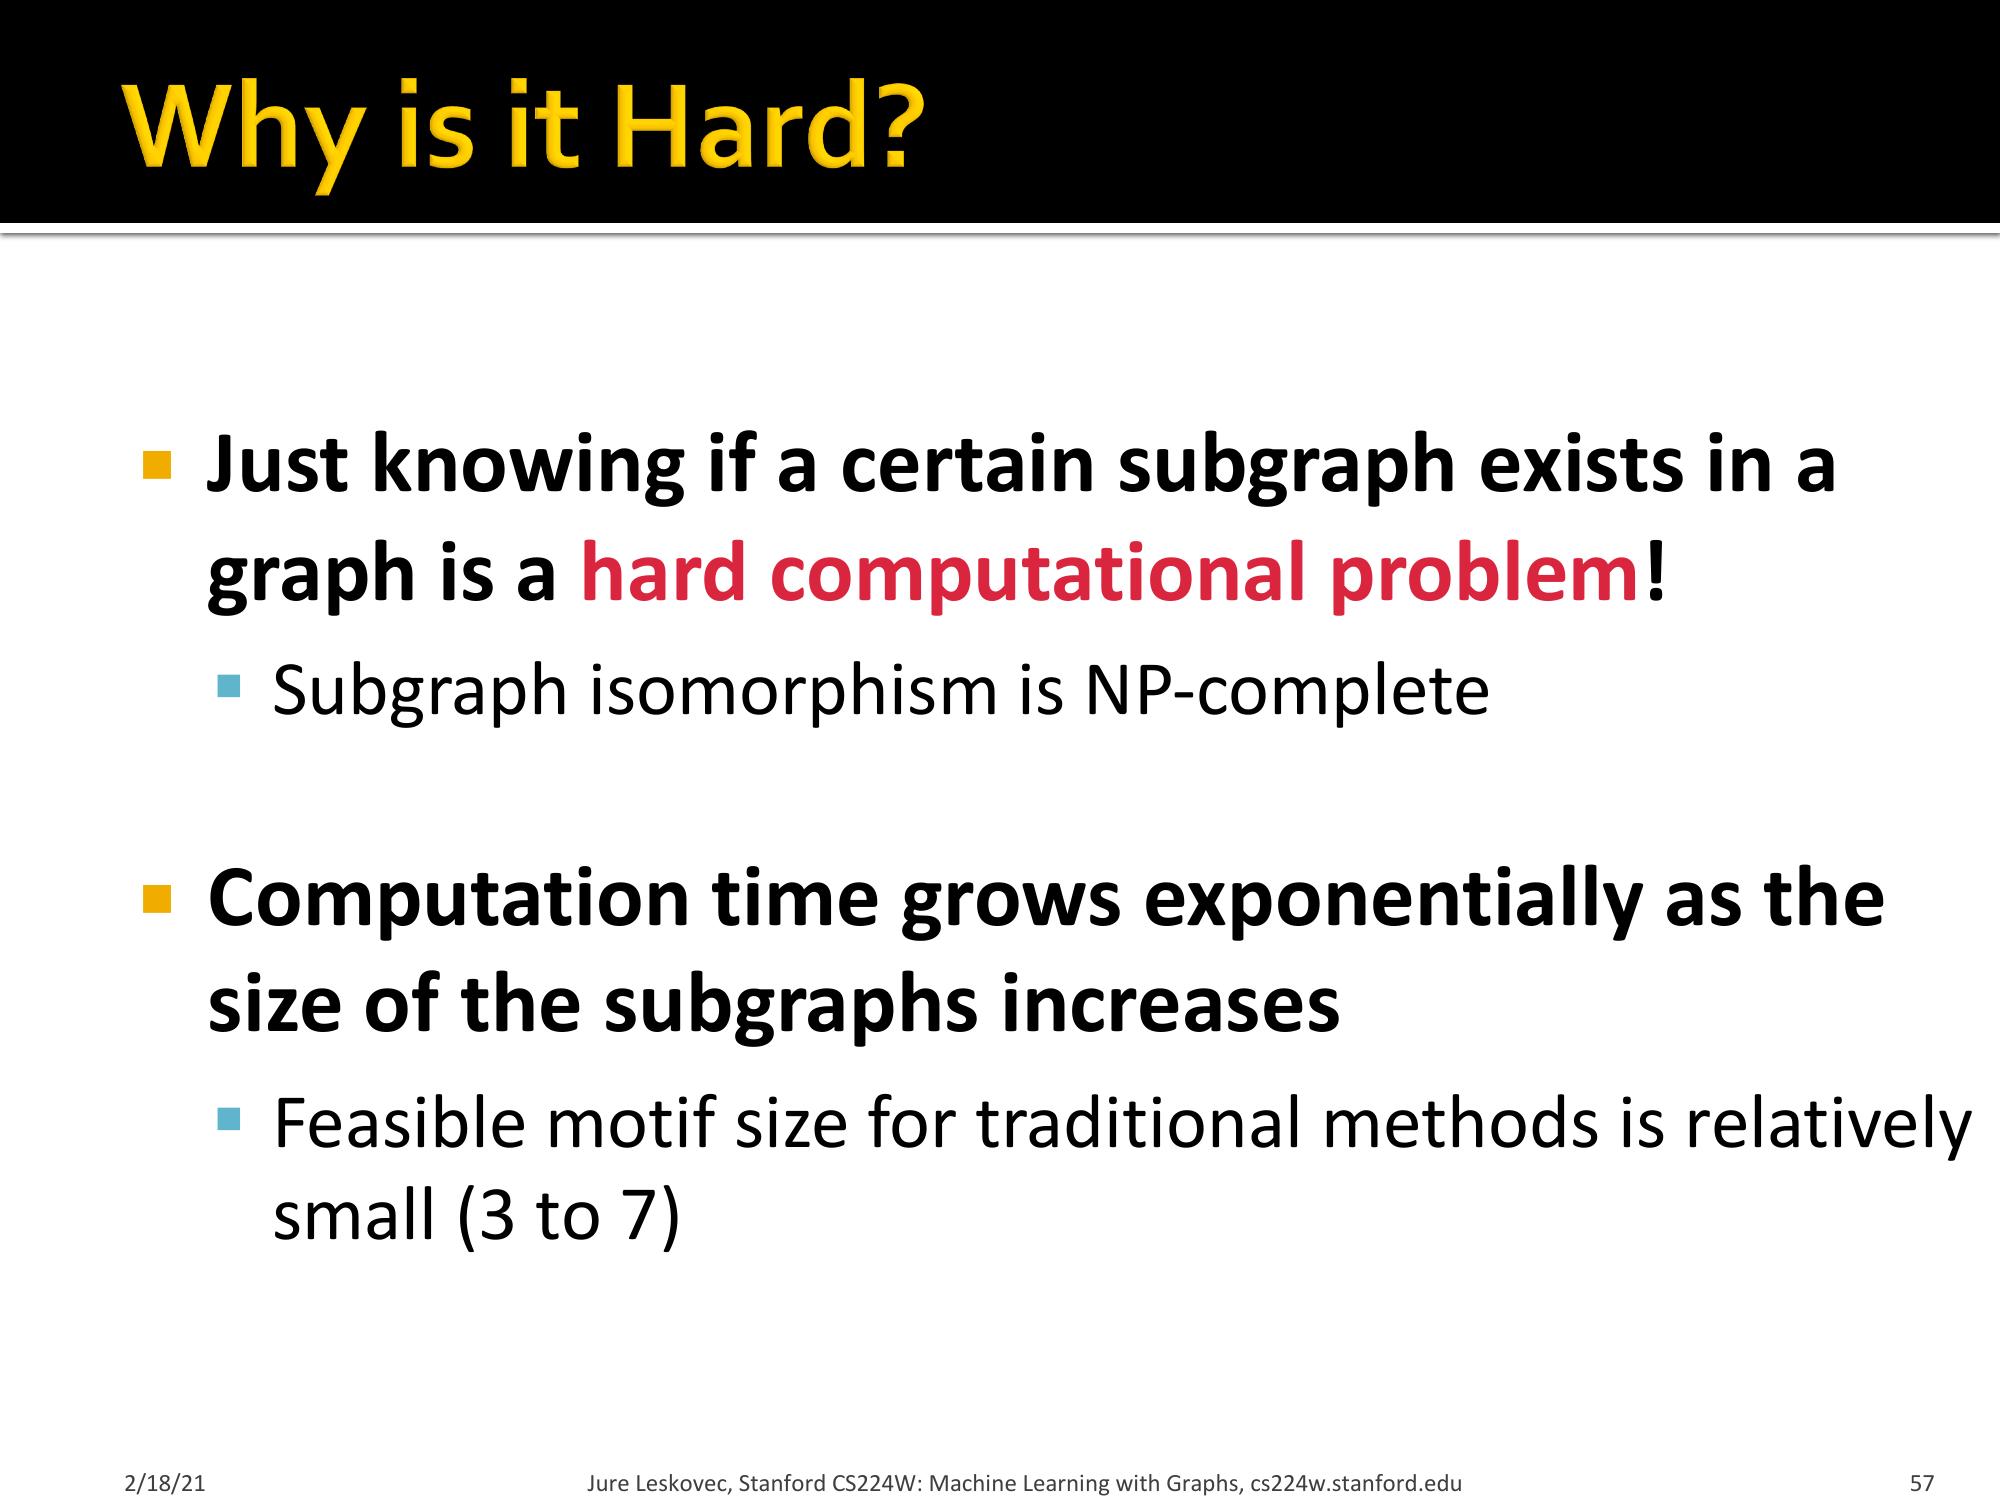 Why is it Hard?
Just knowing if a certain subgraph exists in a
graph is a hard computational problem!
Subgraph isomorphism is NP-complete
Computation time grows exponentially as the
size of the subgraphs increases
Feasible motif size for traditional methods is relatively
small (3 to 7)
2/18/21
Jure Leskovec, Stanford CS224W: Machine Learning with Graphs, cs224w.stanford.edu
57